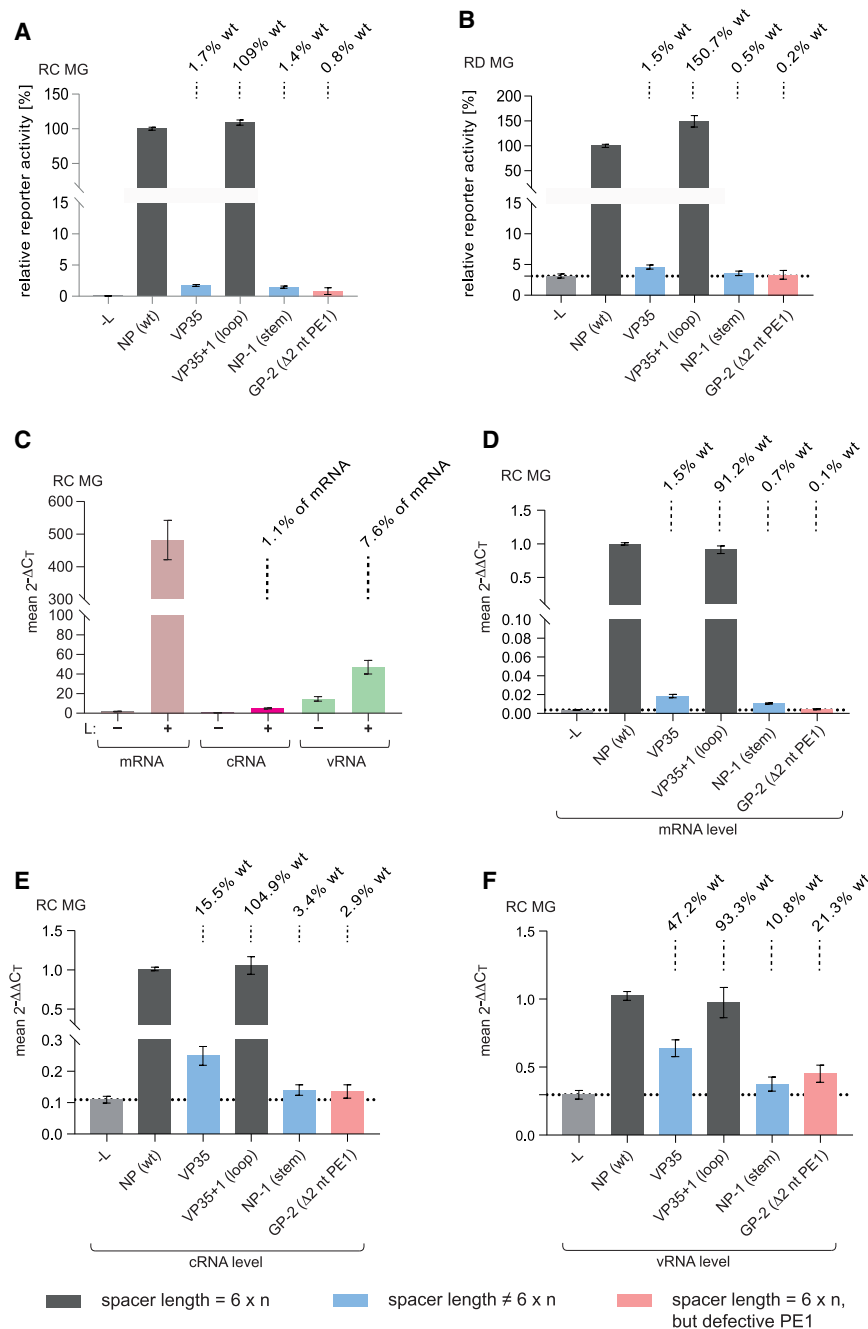 A
RC MG
1.7% wt
109% wt
1.4% wt
0.8% wt
relative reporter activity [%]
150
100
50
15
10
5
0
-L
NP (wt)
VP35
VP35+1 (loop)
NP-1 (stem)
GP-2 (Δ2 nt PE1)
B
RD MG
1.5% wt
150.7% wt
0.5% wt
0.2% wt
relative reporter activity [%]
200
150
100
50
15
10
5
0
-L
NP (wt)
VP35
VP35+1 (loop)
NP-1 (stem)
GP-2 (Δ2 nt PE1)
C
RC MG
1.1% of mRNA
7.6% of mRNA
mean 2-ΔCT
600
500
400
300
100
80
60
40
20
0
L: − + − + − +
mRNA cRNA vRNA
D
RC MG
1.5% wt
91.2% wt
0.7% wt
0.1% wt
mean 2-ΔΔCT
1.0
0.5
0.10
0.08
0.06
0.04
0.02
0.00
-L
NP (wt)
VP35
VP35+1 (loop)
NP-1 (stem)
GP-2 (Δ2 nt PE1)
mRNA level
E
RC MG
15.5% wt
104.9% wt
3.4% wt
2.9% wt
mean 2-ΔΔCT
1.5
1.0
0.5
0.3
0.2
0.1
0.0
-L
NP (wt)
VP35
VP35+1 (loop)
NP-1 (stem)
GP-2 (Δ2 nt PE1)
cRNA level
F
RC MG
47.2% wt
93.3% wt
10.8% wt
21.3% wt
mean 2-ΔΔCT
1.5
1.0
0.5
0.0
-L
NP (wt)
VP35
VP35+1 (loop)
NP-1 (stem)
GP-2 (Δ2 nt PE1)
vRNA level
spacer length = 6 x n
spacer length ≠ 6 x n
spacer length = 6 x n,
but defective PE1